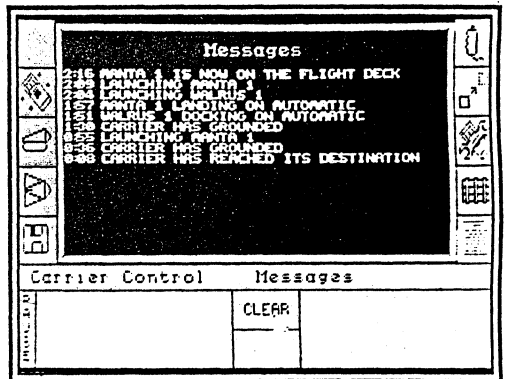 Messages
2:16 MANTA 1 IS NOW ON THE FLIGHT DECK
2:09 LAUNCHING MANTA 1
2:04 LAUNCHING WALRUS 1
1:57 MANTA 1 LANDING ON AUTOMATIC
1:51 WALRUS 1 DOCKING ON AUTOMATIC
1:30 CARRIER HAS GROUNDED
0:55 LAUNCHING MANTA 1
0:36 CARRIER HAS GROUNDED
0:08 CARRIER HAS REACHED ITS DESTINATION
Carrier Control Messages
CLEAR